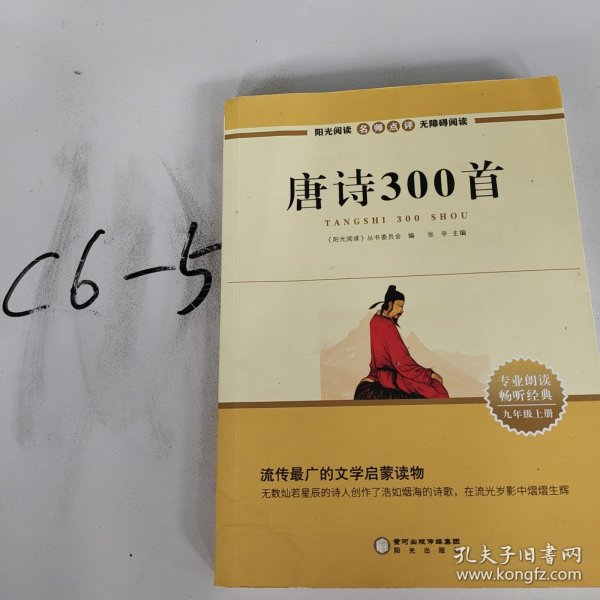 阳光阅读 名师点评 无障碍阅读
唐诗300首
TANGSHI 300 SHOU
《阳光阅读》丛书委员会 编 张 辛 主编
C6-5
专业朗读
畅听经典
九年级上册
流传最广的文学启蒙读物
无数灿若星辰的诗人创作了浩如烟海的诗歌，在流光岁影中熠熠生辉
黄河出版传媒集团
阳光出版
孔夫子旧书网
www.kongfz.com